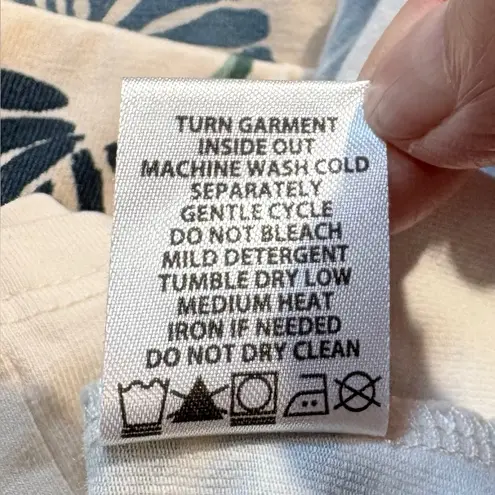 TURN GARMENT
INSIDE OUT
MACHINE WASH COLD
SEPARATELY
GENTLE CYCLE
DO NOT BLEACH
MILD DETERGENT
TUMBLE DRY LOW
MEDIUM HEAT
IRON IF NEEDED
DO NOT DRY CLEAN